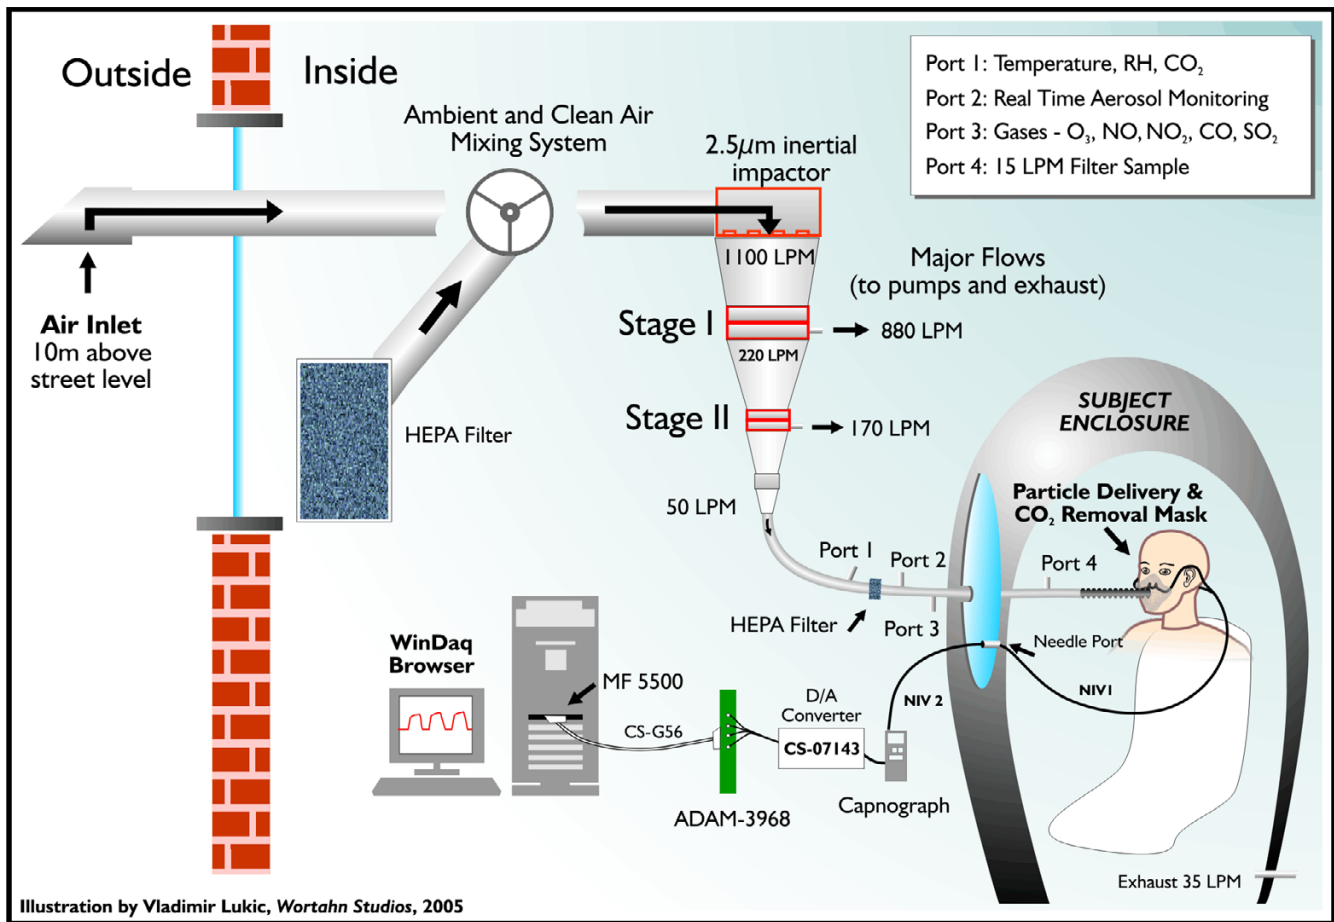 Outside
Inside
Port 1: Temperature, RH, CO₂
Port 2: Real Time Aerosol Monitoring
Port 3: Gases - O₃, NO, NO₂, CO, SO₂
Port 4: 15 LPM Filter Sample
Ambient and Clean Air
Mixing System
2.5μm inertial
impactor
1100 LPM
Major Flows
(to pumps and exhaust)
Air Inlet
10m above
street level
Stage I
880 LPM
220 LPM
HEPA Filter
Stage II
170 LPM
SUBJECT
ENCLOSURE
50 LPM
Particle Delivery &
CO₂ Removal Mask
Port 1
Port 2
Port 4
HEPA Filter
Port 3
Needle Port
WinDaq
Browser
MF 5500
CS-G56
D/A
Converter
CS-07143
NIV 2
NIV1
ADAM-3968
Capnograph
Exhaust 35 LPM
Illustration by Vladimir Lukic, Wortahn Studios, 2005